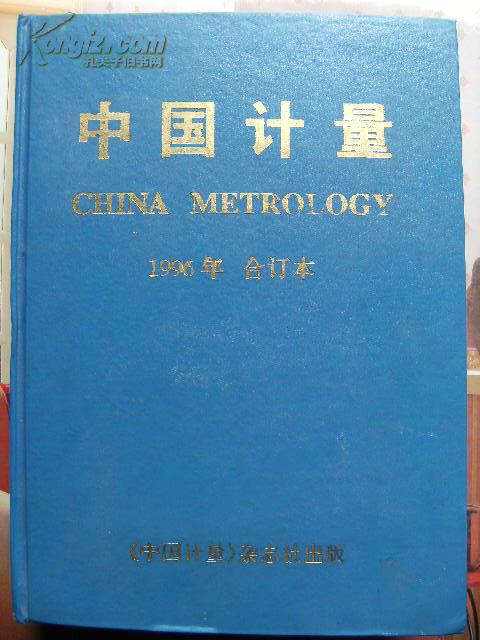 Kongfz.com
孔夫子旧书网
中国计量
CHINA METROLOGY
1996年 合订本
《中国计量》杂志社出版